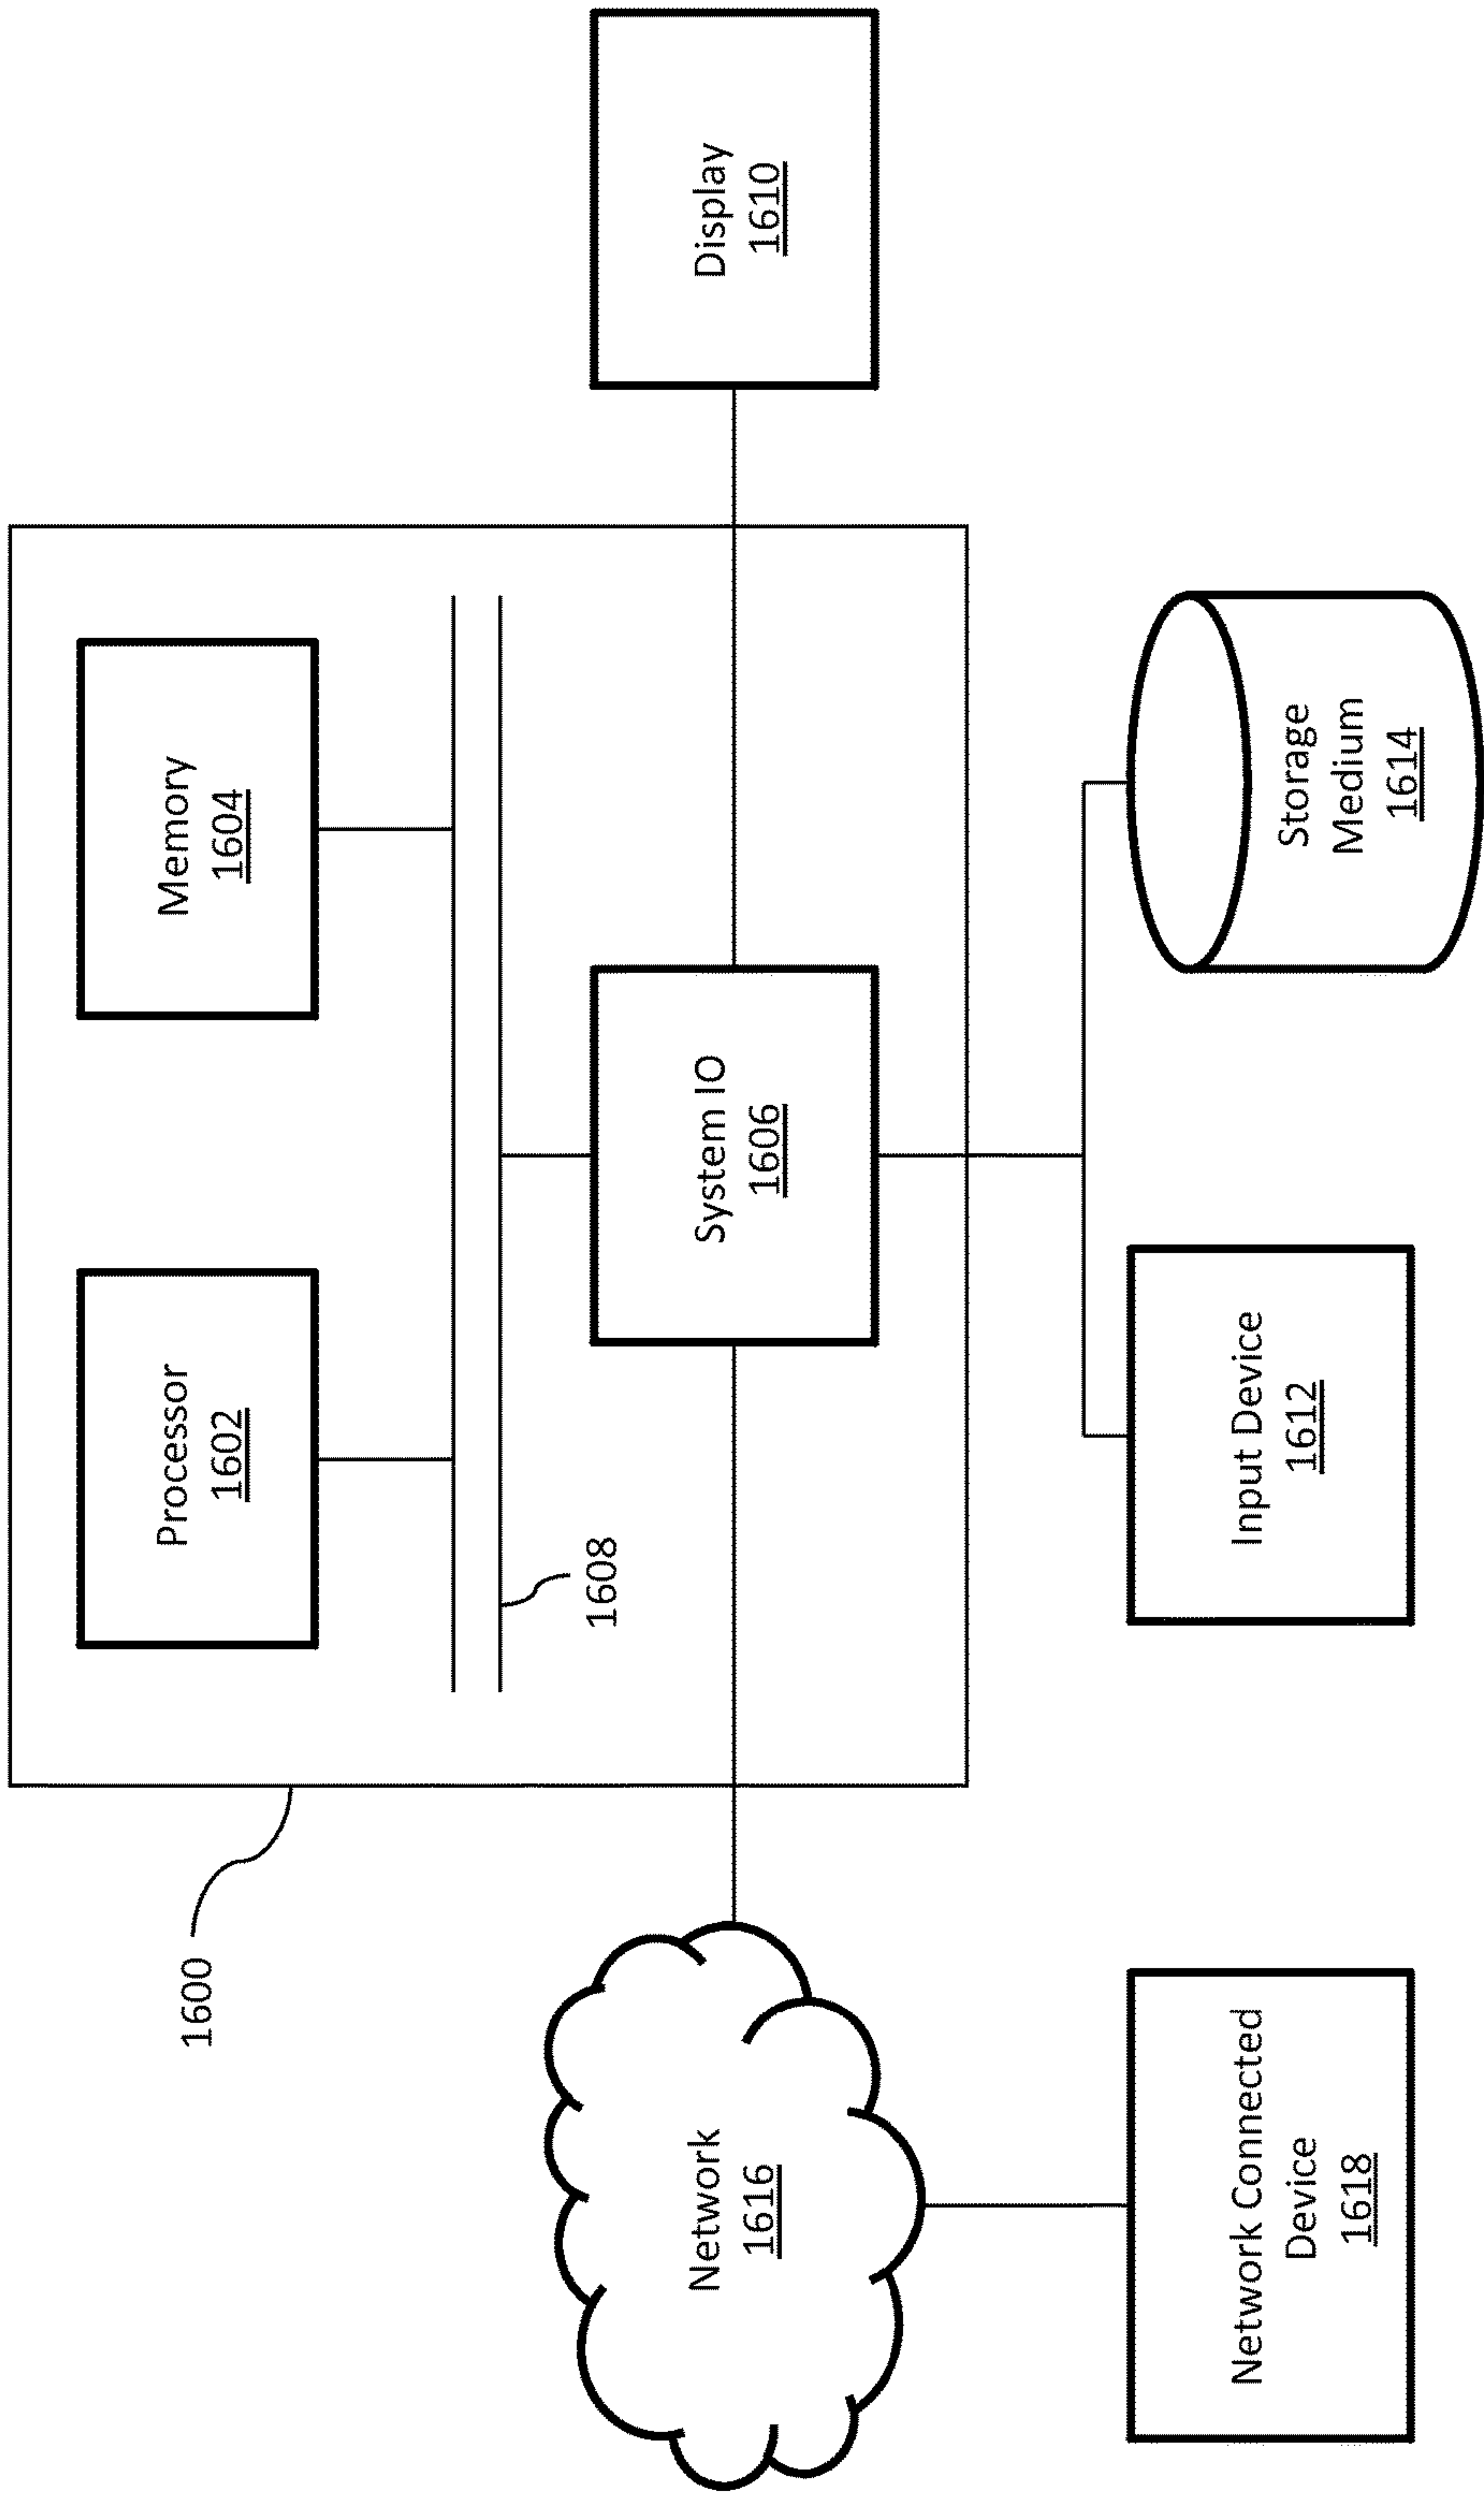 1600
Processor
1602
Memory
1604
1608
Network
1616
System IO
1606
Display
1610
Network Connected
Device
1618
Input Device
1612
Storage
Medium
1614